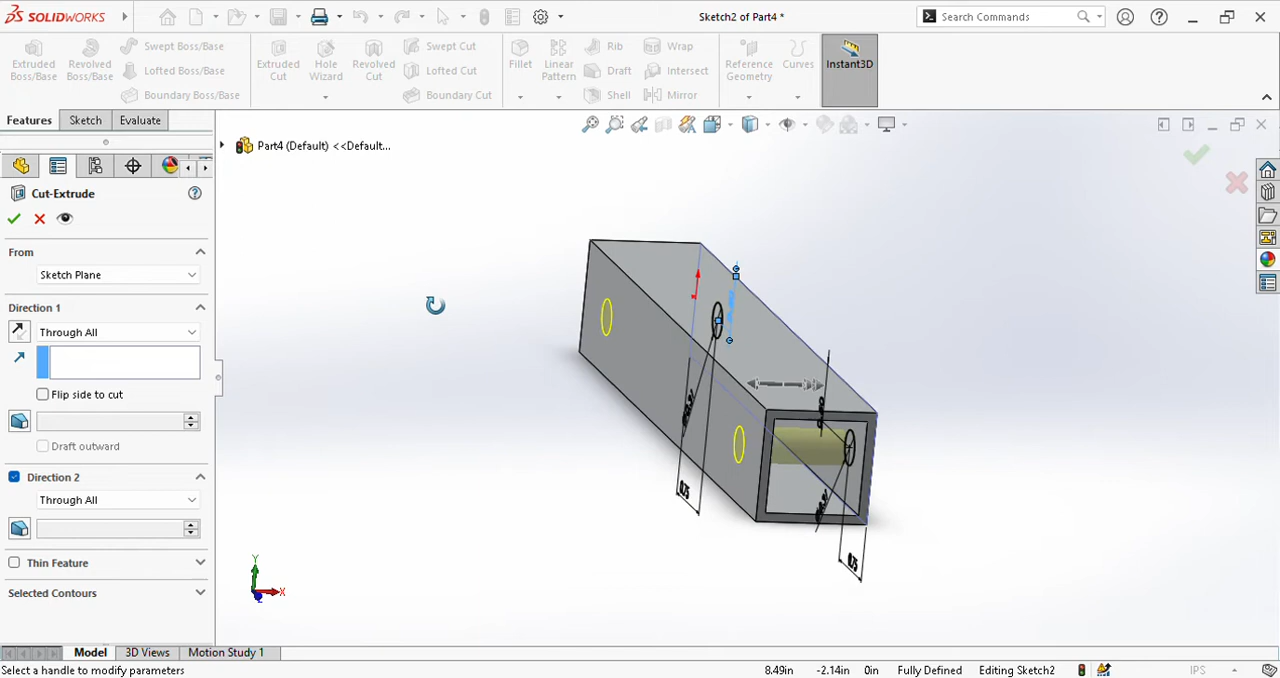 SOLIDWORKS
Sketch2 of Part4 *
Search Commands
Extruded Boss/Base
Revolved Boss/Base
Swept Boss/Base
Lofted Boss/Base
Boundary Boss/Base
Extruded Cut
Hole Wizard
Revolved Cut
Swept Cut
Lofted Cut
Boundary Cut
Fillet
Linear Pattern
Rib
Draft
Shell
Wrap
Intersect
Mirror
Reference Geometry
Curves
Instant3D
Features
Sketch
Evaluate
Part4 (Default) <<Default...
Cut-Extrude
From
Sketch Plane
Direction 1
Through All
Flip side to cut
Draft outward
Direction 2
Through All
Thin Feature
Selected Contours
0.75
0.75
Y
X
Z
Model
3D Views
Motion Study 1
Select a handle to modify parameters
8.49in
-2.14in
0in
Fully Defined
Editing Sketch2
IPS